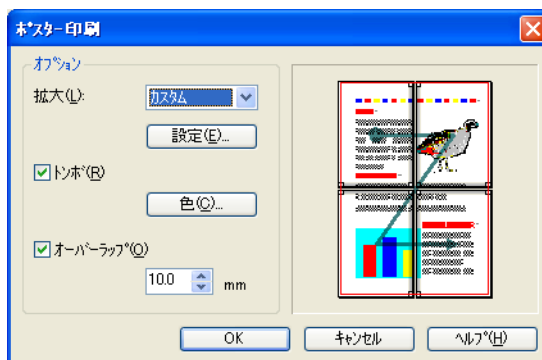 ﾎﾟｽﾀｰ印刷
ｵﾌﾟｼｮﾝ
拡大(L):
ｶｽﾀﾑ
設定(E)...
ﾄﾝﾎﾞ(R)
色(C)...
ｵｰﾊﾞｰﾗｯﾌﾟ(O)
10.0 mm
OK
ｷｬﾝｾﾙ
ﾍﾙﾌﾟ(H)